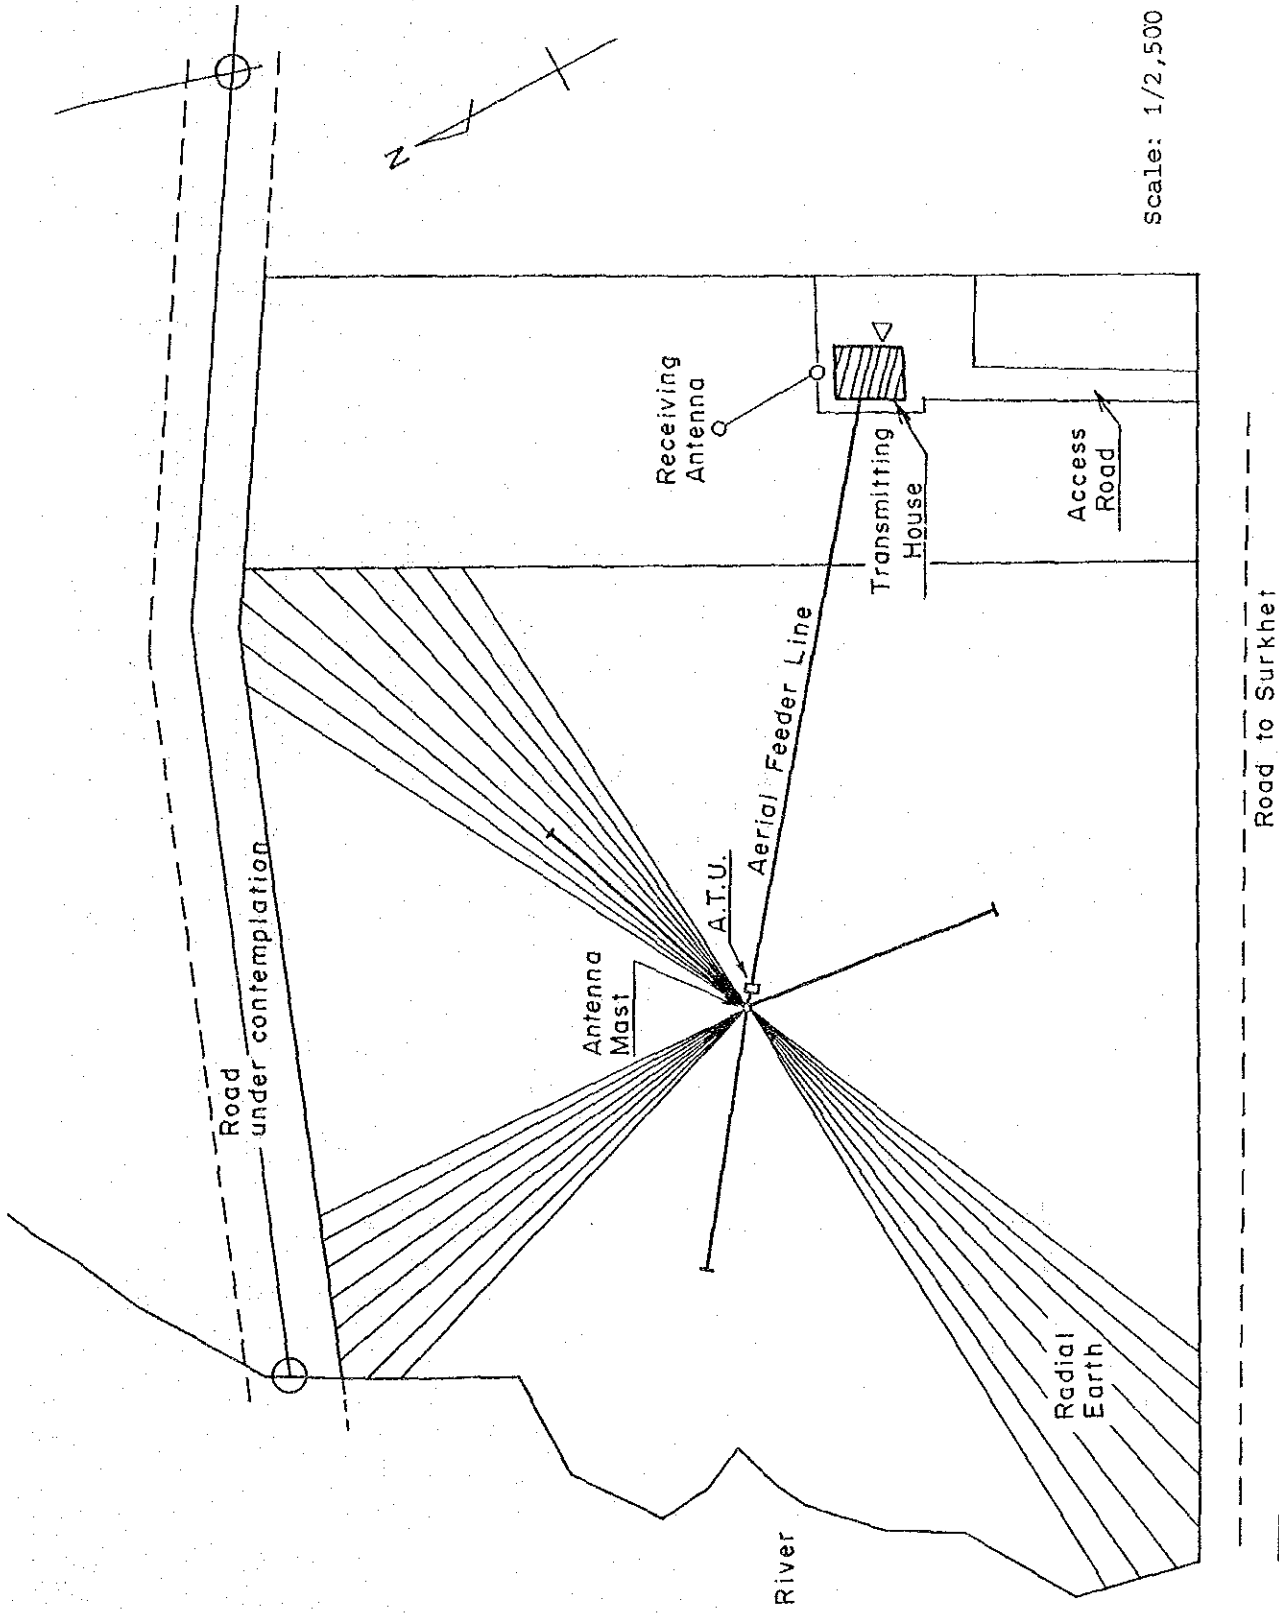 Road
under contemplation
N
Receiving
Antenna
Antenna
Mast
A.T.U.
Aerial Feeder Line
Transmitting
House
Access
Road
Radial
Earth
River
Road to Surkhet
Scale: 1/2,500